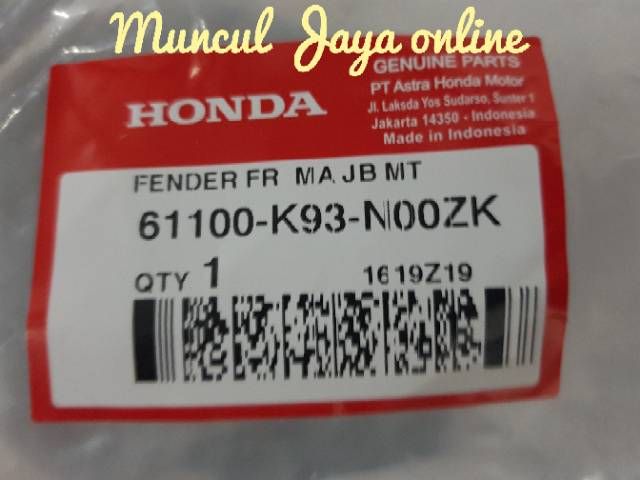 Muncul Jaya online
HONDA
GENUINE PARTS
PT Astra Honda Motor
Jl. Laksda Yos Sudarso, Sunter 1
Jakarta 14350 - Indonesia
Made in Indonesia
FENDER FR MA JB MT
61100-K93-N00ZK
QTY 1 1619Z19